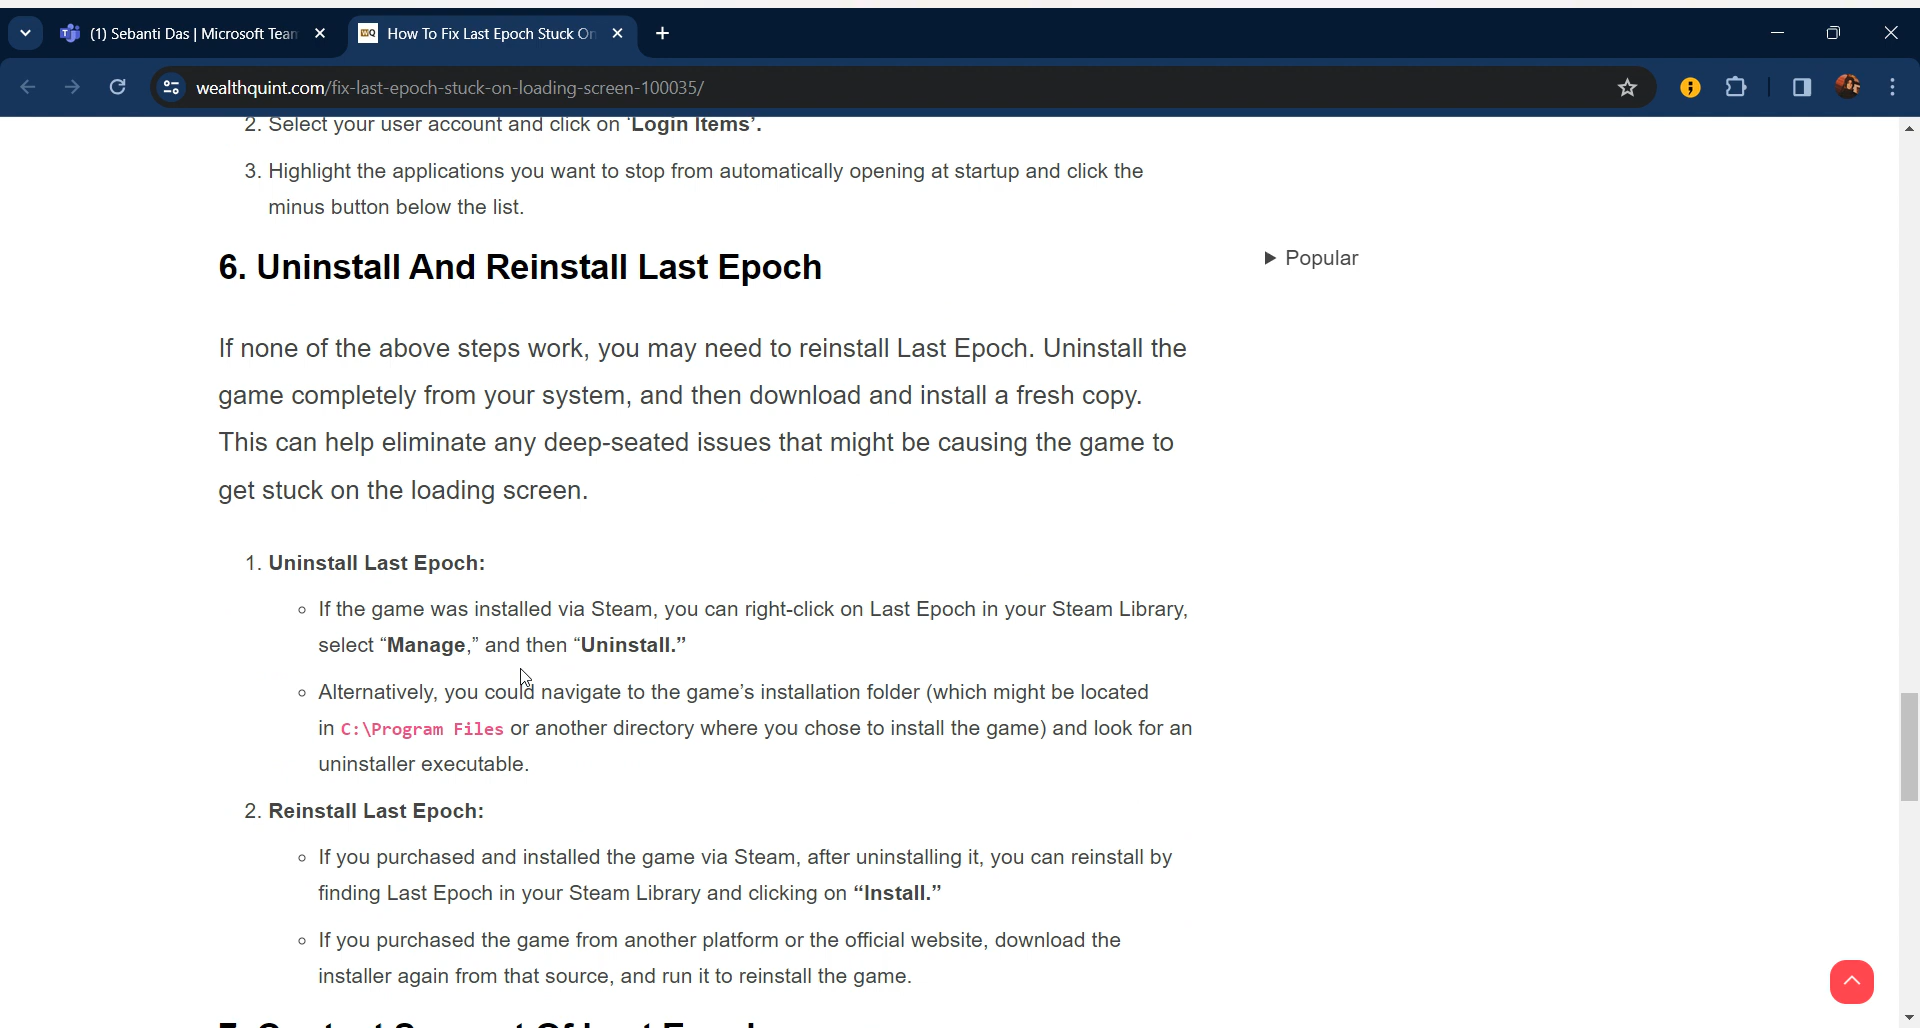 (1) Sebanti Das | Microsoft Team
How To Fix Last Epoch Stuck On
wealthquint.com/fix-last-epoch-stuck-on-loading-screen-100035/
2. Select your user account and click on ‘Login Items’.
3. Highlight the applications you want to stop from automatically opening at startup and click the
minus button below the list.
6. Uninstall And Reinstall Last Epoch
Popular
If none of the above steps work, you may need to reinstall Last Epoch. Uninstall the
game completely from your system, and then download and install a fresh copy.
This can help eliminate any deep-seated issues that might be causing the game to
get stuck on the loading screen.
1. Uninstall Last Epoch:
If the game was installed via Steam, you can right-click on Last Epoch in your Steam Library,
select “Manage,” and then “Uninstall.”
Alternatively, you could navigate to the game’s installation folder (which might be located
in C:\Program Files or another directory where you chose to install the game) and look for an
uninstaller executable.
2. Reinstall Last Epoch:
If you purchased and installed the game via Steam, after uninstalling it, you can reinstall by
finding Last Epoch in your Steam Library and clicking on “Install.”
If you purchased the game from another platform or the official website, download the
installer again from that source, and run it to reinstall the game.